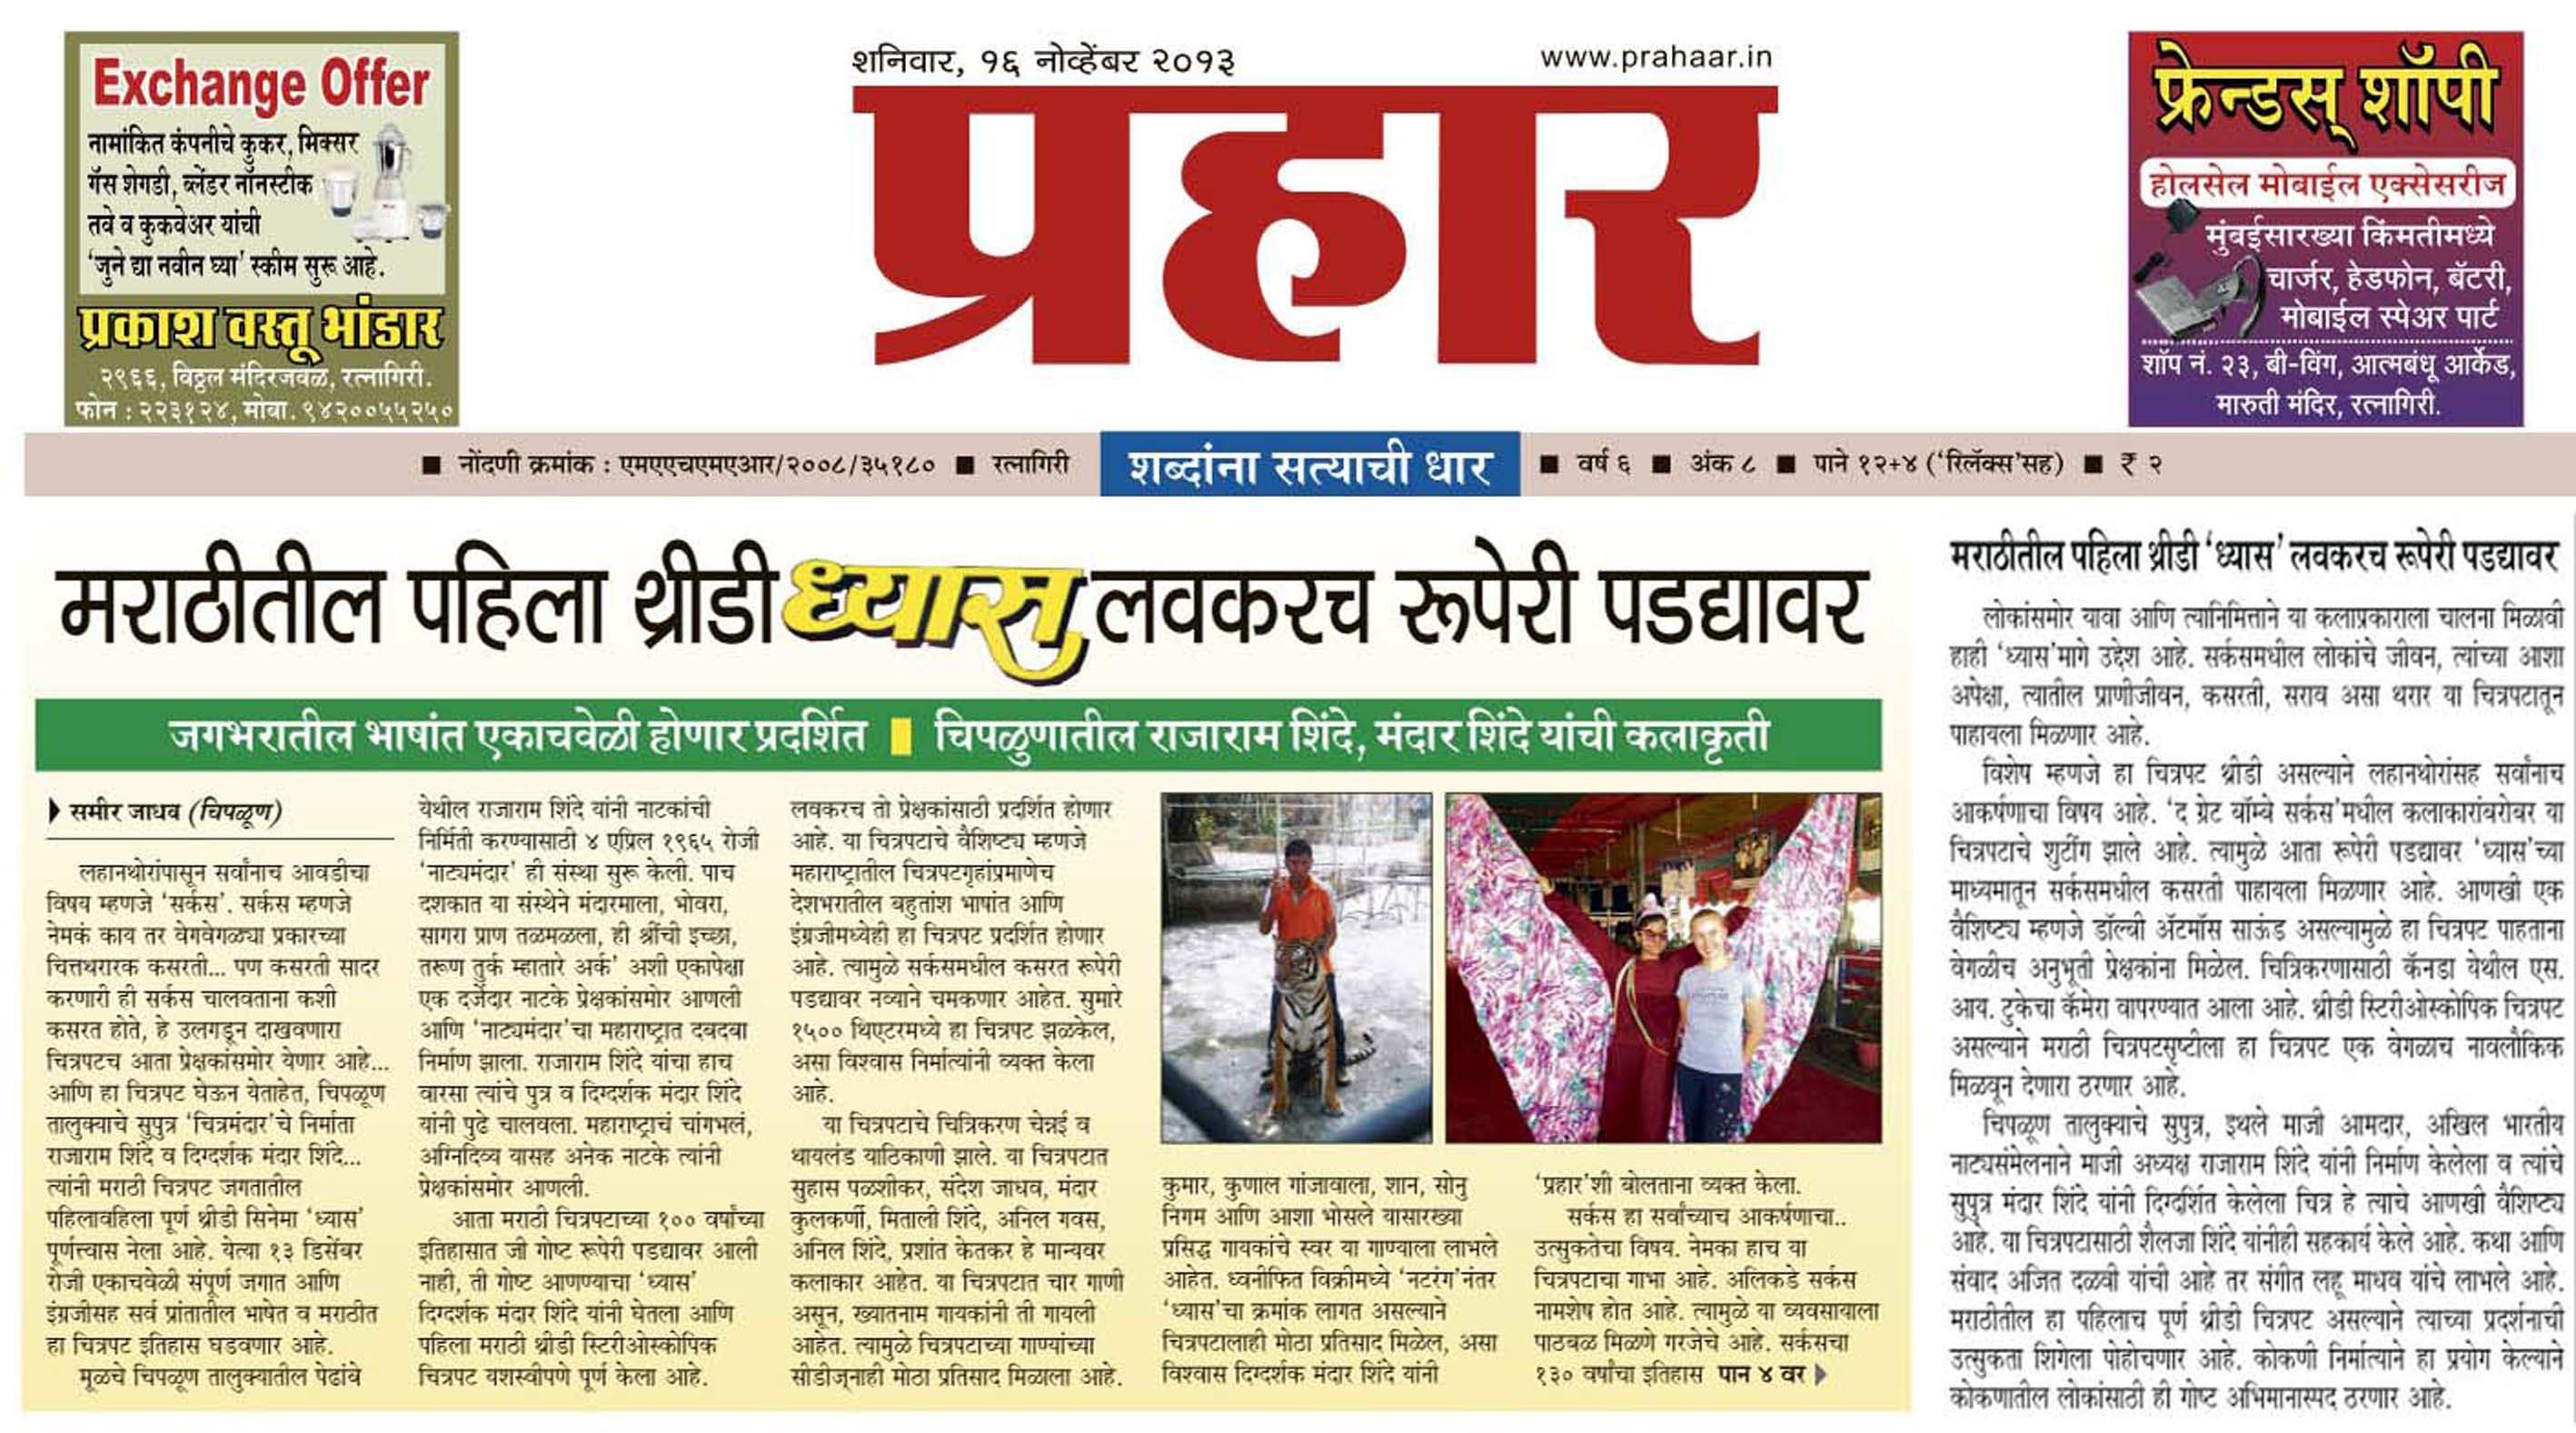 Exchange Offer
नामांकित कंपनीचे कुकर, मिक्सर
गॅस शेगडी, ब्लेंडर नॉनस्टीक
तवे व कुकवेअर यांची
‘जुने द्या नवीन घ्या’ स्कीम सुरू आहे.
प्रकाश वस्तू भांडार
२९६६, विठ्ठल मंदिरजवळ, रत्नागिरी.
फोन : २२३१२४, मोबा. ९४२००५५२५०
शनिवार, १६ नोव्हेंबर २०१३
www.prahaar.in
प्रहार
फ्रेन्डस् शॉपी
होलसेल मोबाईल एक्सेसरीज
मुंबईसारख्या किंमतीमध्ये
चार्जर, हेडफोन, बॅटरी,
मोबाईल स्पेअर पार्ट
शॉप नं. २३, बी-विंग, आत्मबंधू आर्केड,
मारुती मंदिर, रत्नागिरी.
■ नोंदणी क्रमांक : एमएएचएमएआर/२००८/३५१८० ■ रत्नागिरी
शब्दांना सत्याची धार
■ वर्ष ६ ■ अंक ८ ■ पाने १२+४ (‘रिलॅक्स’सह) ■ ₹ २
मराठीतील पहिला थ्रीडी ध्यास लवकरच रूपेरी पडद्यावर
जगभरातील भाषांत एकाचवेळी होणार प्रदर्शित ▮ चिपळुणातील राजाराम शिंदे, मंदार शिंदे यांची कलाकृती
समीर जाधव (चिपळूण)
लहानथोरांपासून सर्वांनाच आवडीचा
विषय म्हणजे ‘सर्कस’. सर्कस म्हणजे
नेमकं काय तर वेगवेगळ्या प्रकारच्या
चित्तथरारक कसरती... पण कसरती सादर
करणारी ही सर्कस चालवताना कशी
कसरत होते, हे उलगडून दाखवणारा
चित्रपटच आता प्रेक्षकांसमोर येणार आहे...
आणि हा चित्रपट घेऊन येताहेत, चिपळूण
तालुक्याचे सुपुत्र ‘चित्रमंदार’चे निर्माता
राजाराम शिंदे व दिग्दर्शक मंदार शिंदे...
त्यांनी मराठी चित्रपट जगतातील
पहिलावहिला पूर्ण थ्रीडी सिनेमा ‘ध्यास’
पूर्णत्त्वास नेला आहे. येत्या १३ डिसेंबर
रोजी एकाचवेळी संपूर्ण जगात आणि
इंग्रजीसह सर्व प्रांतातील भाषेत व मराठीत
हा चित्रपट इतिहास घडवणार आहे.
मूळचे चिपळूण तालुक्यातील पेढांबे
येथील राजाराम शिंदे यांनी नाटकांची
निर्मिती करण्यासाठी ४ एप्रिल १९६५ रोजी
‘नाट्यमंदार’ ही संस्था सुरू केली. पाच
दशकात या संस्थेने मंदारमाला, भोवरा,
सागरा प्राण तळमळला, ही श्रींची इच्छा,
तरूण तुर्क म्हातारे अर्क’ अशी एकापेक्षा
एक दर्जेदार नाटके प्रेक्षकांसमोर आणली
आणि ‘नाट्यमंदार’चा महाराष्ट्रात दबदबा
निर्माण झाला. राजाराम शिंदे यांचा हाच
वारसा त्यांचे पुत्र व दिग्दर्शक मंदार शिंदे
यांनी पुढे चालवला. महाराष्ट्राचं चांगभलं,
अग्निदिव्य यासह अनेक नाटके त्यांनी
प्रेक्षकांसमोर आणली.
आता मराठी चित्रपटाच्या १०० वर्षांच्या
इतिहासात जी गोष्ट रूपेरी पडद्यावर आली
नाही, ती गोष्ट आणण्याचा ‘ध्यास’
दिग्दर्शक मंदार शिंदे यांनी घेतला आणि
पहिला मराठी थ्रीडी स्टिरीओस्कोपिक
चित्रपट यशस्वीपणे पूर्ण केला आहे.
लवकरच तो प्रेक्षकांसाठी प्रदर्शित होणार
आहे. या चित्रपटाचे वैशिष्ट्य म्हणजे
महाराष्ट्रातील चित्रपटगृहांप्रमाणेच
देशभरातील बहुतांश भाषांत आणि
इंग्रजीमध्येही हा चित्रपट प्रदर्शित होणार
आहे. त्यामुळे सर्कसमधील कसरत रूपेरी
पडद्यावर नव्याने चमकणार आहेत. सुमारे
१५०० थिएटरमध्ये हा चित्रपट झळकेल,
असा विश्वास निर्मात्यांनी व्यक्त केला
आहे.
या चित्रपटाचे चित्रिकरण चेन्नई व
थायलंड याठिकाणी झाले. या चित्रपटात
सुहास पळशीकर, संदेश जाधव, मंदार
कुलकर्णी, मिताली शिंदे, अनिल गवस,
अनिल शिंदे, प्रशांत केतकर हे मान्यवर
कलाकार आहेत. या चित्रपटात चार गाणी
असून, ख्यातनाम गायकांनी ती गायली
आहेत. त्यामुळे चित्रपटाच्या गाण्यांच्या
सीडीज्नाही मोठा प्रतिसाद मिळाला आहे.
कुमार, कुणाल गांजावाला, शान, सोनु
निगम आणि आशा भोसले यासारख्या
प्रसिद्ध गायकांचे स्वर या गाण्याला लाभले
आहेत. ध्वनीफित विक्रीमध्ये ‘नटरंग’नंतर
‘ध्यास’चा क्रमांक लागत असल्याने
चित्रपटालाही मोठा प्रतिसाद मिळेल, असा
विश्वास दिग्दर्शक मंदार शिंदे यांनी
‘प्रहार’शी बोलताना व्यक्त केला.
सर्कस हा सर्वांच्याच आकर्षणाचा..
उत्सुकतेचा विषय. नेमका हाच या
चित्रपटाचा गाभा आहे. अलिकडे सर्कस
नामशेष होत आहे. त्यामुळे या व्यवसायाला
पाठबळ मिळणे गरजेचे आहे. सर्कसचा
१३० वर्षांचा इतिहास पान ४ वर
मराठीतील पहिला थ्रीडी ‘ध्यास’ लवकरच रूपेरी पडद्यावर
लोकांसमोर यावा आणि त्यानिमित्ताने या कलाप्रकाराला चालना मिळावी
हाही ‘ध्यास’मागे उद्देश आहे. सर्कसमधील लोकांचे जीवन, त्यांच्या आशा
अपेक्षा, त्यातील प्राणीजीवन, कसरती, सराव असा थरार या चित्रपटातून
पाहायला मिळणार आहे.
विशेष म्हणजे हा चित्रपट थ्रीडी असल्याने लहानथोरांसह सर्वांनाच
आकर्षणाचा विषय आहे. ‘द ग्रेट बॉम्बे सर्कस’मधील कलाकारांबरोबर या
चित्रपटाचे शुटींग झाले आहे. त्यामुळे आता रूपेरी पडद्यावर ‘ध्यास’च्या
माध्यमातून सर्कसमधील कसरती पाहायला मिळणार आहे. आणखी एक
वैशिष्ट्य म्हणजे डॉल्बी अ‍ॅटमॉस साऊंड असल्यामुळे हा चित्रपट पाहताना
वेगळीच अनुभूती प्रेक्षकांना मिळेल. चित्रिकरणासाठी कॅनडा येथील एस.
आय. टुकेचा कॅमेरा वापरण्यात आला आहे. थ्रीडी स्टिरीओस्कोपिक चित्रपट
असल्याने मराठी चित्रपटसृष्टीला हा चित्रपट एक वेगळाच नावलौकिक
मिळवून देणारा ठरणार आहे.
चिपळूण तालुक्याचे सुपुत्र, इथले माजी आमदार, अखिल भारतीय
नाट्यसंमेलनाने माजी अध्यक्ष राजाराम शिंदे यांनी निर्माण केलेला व त्यांचे
सुपुत्र मंदार शिंदे यांनी दिग्दर्शित केलेला चित्र हे त्याचे आणखी वैशिष्ट्य
आहे. या चित्रपटासाठी शैलजा शिंदे यांनीही सहकार्य केले आहे. कथा आणि
संवाद अजित दळवी यांची आहे तर संगीत लहू माधव यांचे लाभले आहे.
मराठीतील हा पहिलाच पूर्ण थ्रीडी चित्रपट असल्याने त्याच्या प्रदर्शनाची
उत्सुकता शिगेला पोहोचणार आहे. कोकणी निर्मात्याने हा प्रयोग केल्याने
कोकणातील लोकांसाठी ही गोष्ट अभिमानास्पद ठरणार आहे.